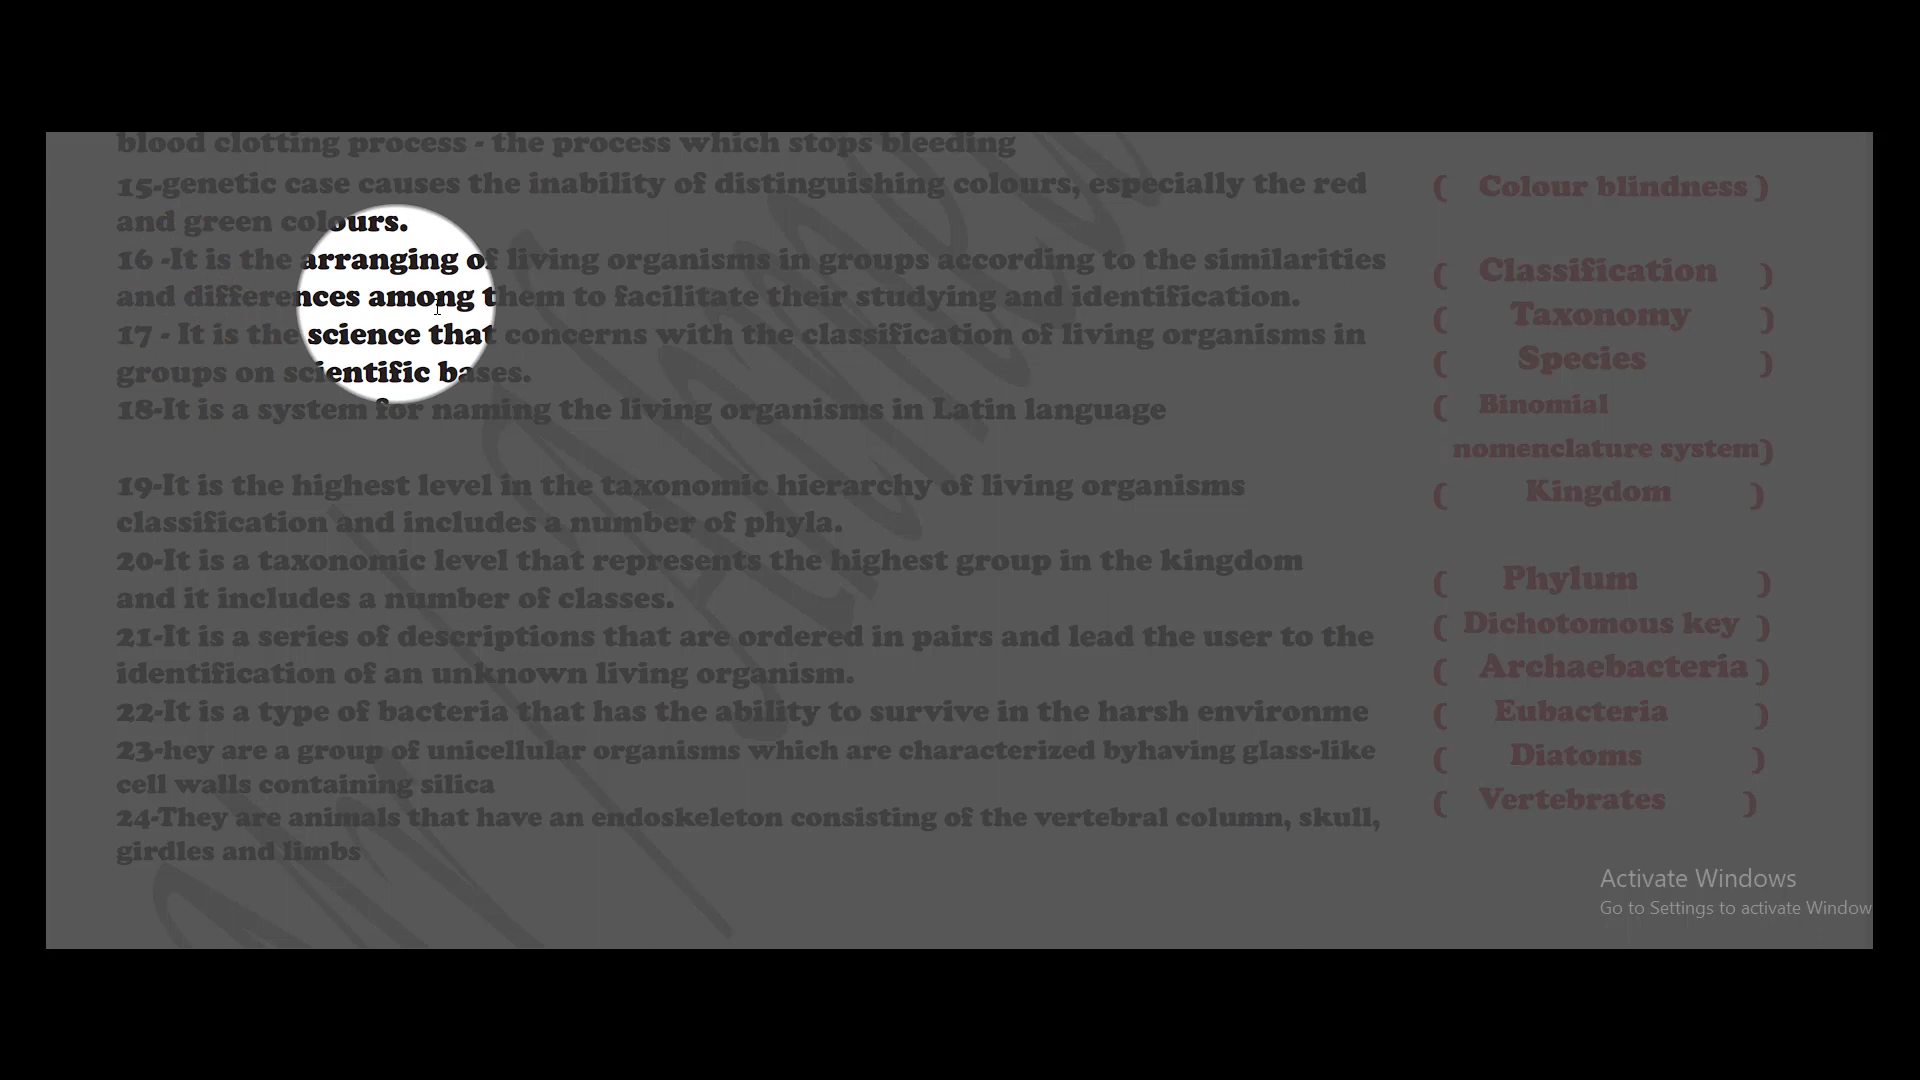 blood clotting process - the process which stops bleeding
15-genetic case causes the inability of distinguishing colours, especially the red ( Colour blindness )
and green colours.
16 -It is the arranging of living organisms in groups according to the similarities ( Classification )
and differences among them to facilitate their studying and identification. ( Taxonomy )
17 - It is the science that concerns with the classification of living organisms in ( Species )
groups on scientific bases.
18-It is a system for naming the living organisms in Latin language ( Binomial
nomenclature system)
19-It is the highest level in the taxonomic hierarchy of living organisms ( Kingdom )
classification and includes a number of phyla.
20-It is a taxonomic level that represents the highest group in the kingdom ( Phylum )
and it includes a number of classes.
21-It is a series of descriptions that are ordered in pairs and lead the user to the ( Dichotomous key )
identification of an unknown living organism. ( Archaebacteria )
22-It is a type of bacteria that has the ability to survive in the harsh environme ( Eubacteria )
23-hey are a group of unicellular organisms which are characterized byhaving glass-like ( Diatoms )
cell walls containing silica ( Vertebrates )
24-They are animals that have an endoskeleton consisting of the vertebral column, skull,
girdles and limbs
Activate Windows
Go to Settings to activate Window